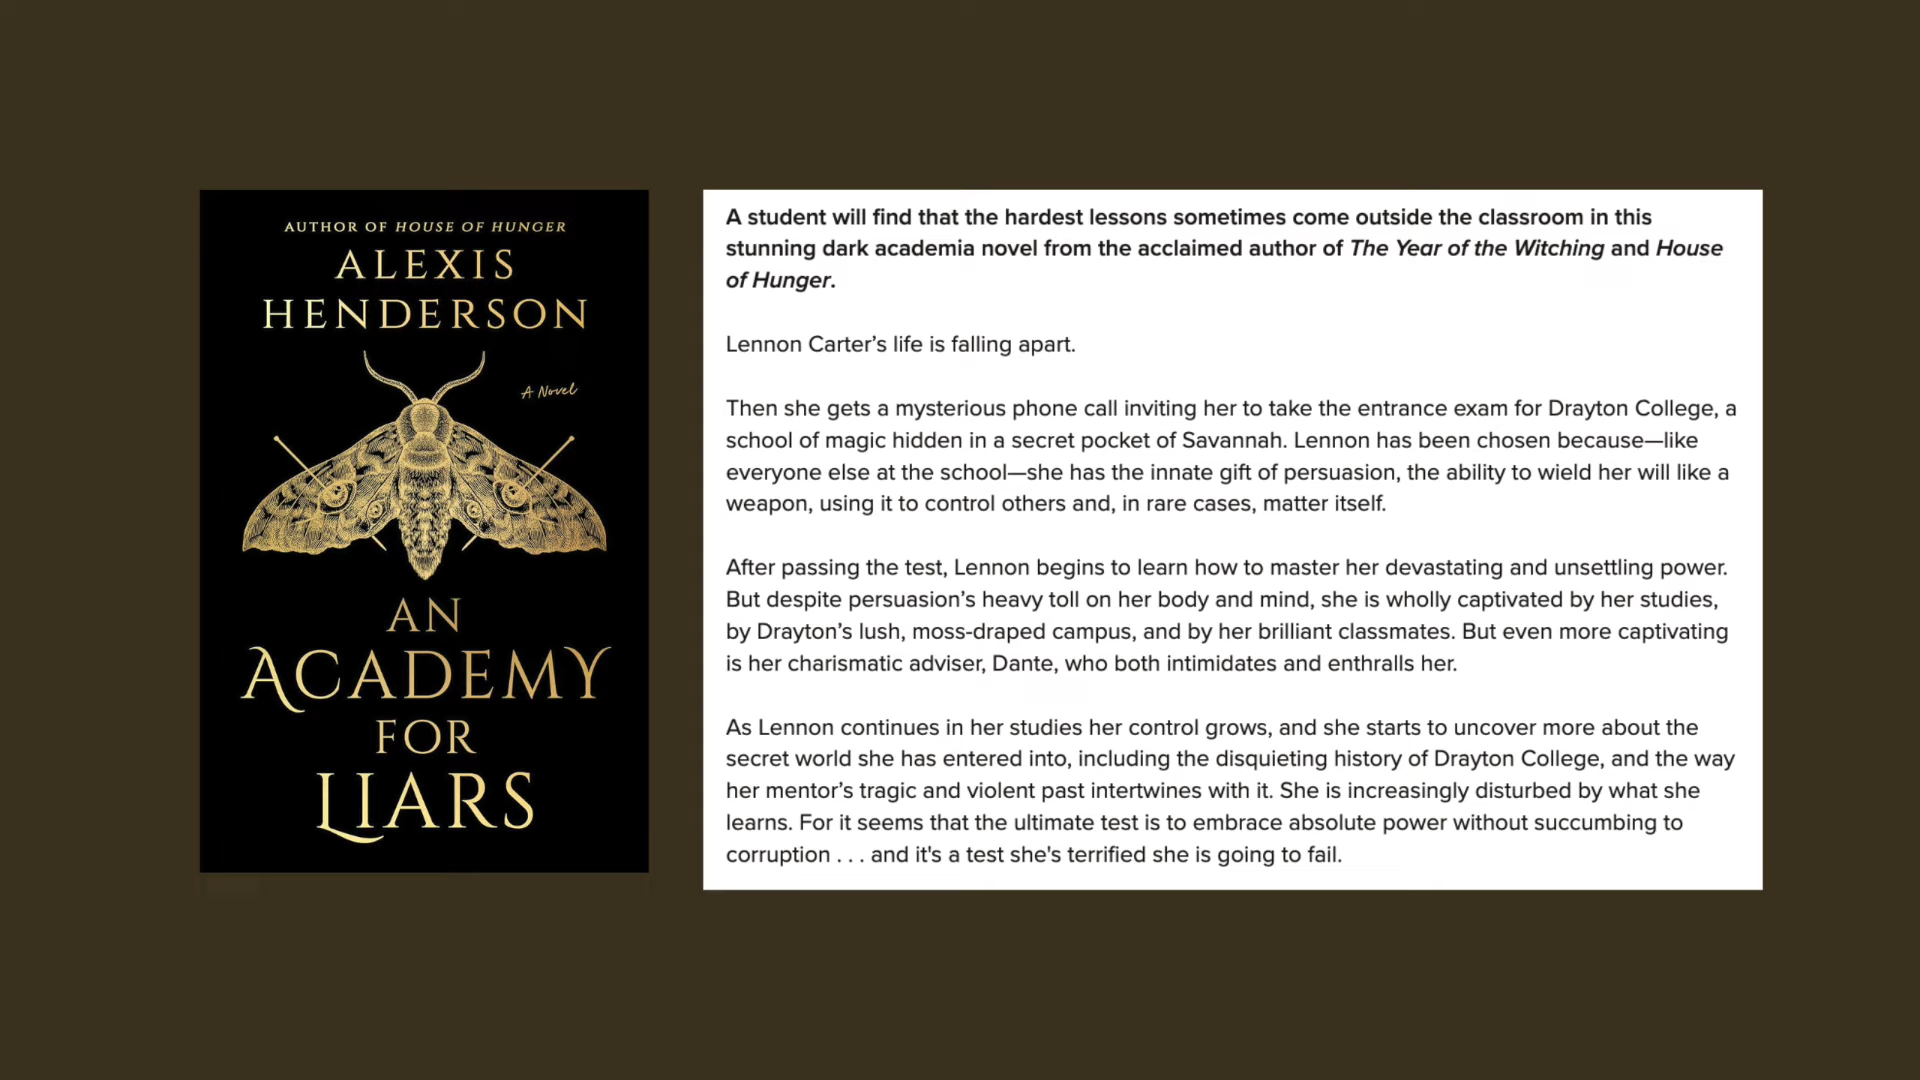 AUTHOR OF HOUSE OF HUNGER
ALEXIS
HENDERSON
A Novel
AN
ACADEMY
FOR
LIARS
A student will find that the hardest lessons sometimes come outside the classroom in this
stunning dark academia novel from the acclaimed author of The Year of the Witching and House
of Hunger.
Lennon Carter’s life is falling apart.
Then she gets a mysterious phone call inviting her to take the entrance exam for Drayton College, a
school of magic hidden in a secret pocket of Savannah. Lennon has been chosen because—like
everyone else at the school—she has the innate gift of persuasion, the ability to wield her will like a
weapon, using it to control others and, in rare cases, matter itself.
After passing the test, Lennon begins to learn how to master her devastating and unsettling power.
But despite persuasion’s heavy toll on her body and mind, she is wholly captivated by her studies,
by Drayton’s lush, moss-draped campus, and by her brilliant classmates. But even more captivating
is her charismatic adviser, Dante, who both intimidates and enthralls her.
As Lennon continues in her studies her control grows, and she starts to uncover more about the
secret world she has entered into, including the disquieting history of Drayton College, and the way
her mentor’s tragic and violent past intertwines with it. She is increasingly disturbed by what she
learns. For it seems that the ultimate test is to embrace absolute power without succumbing to
corruption . . . and it's a test she's terrified she is going to fail.